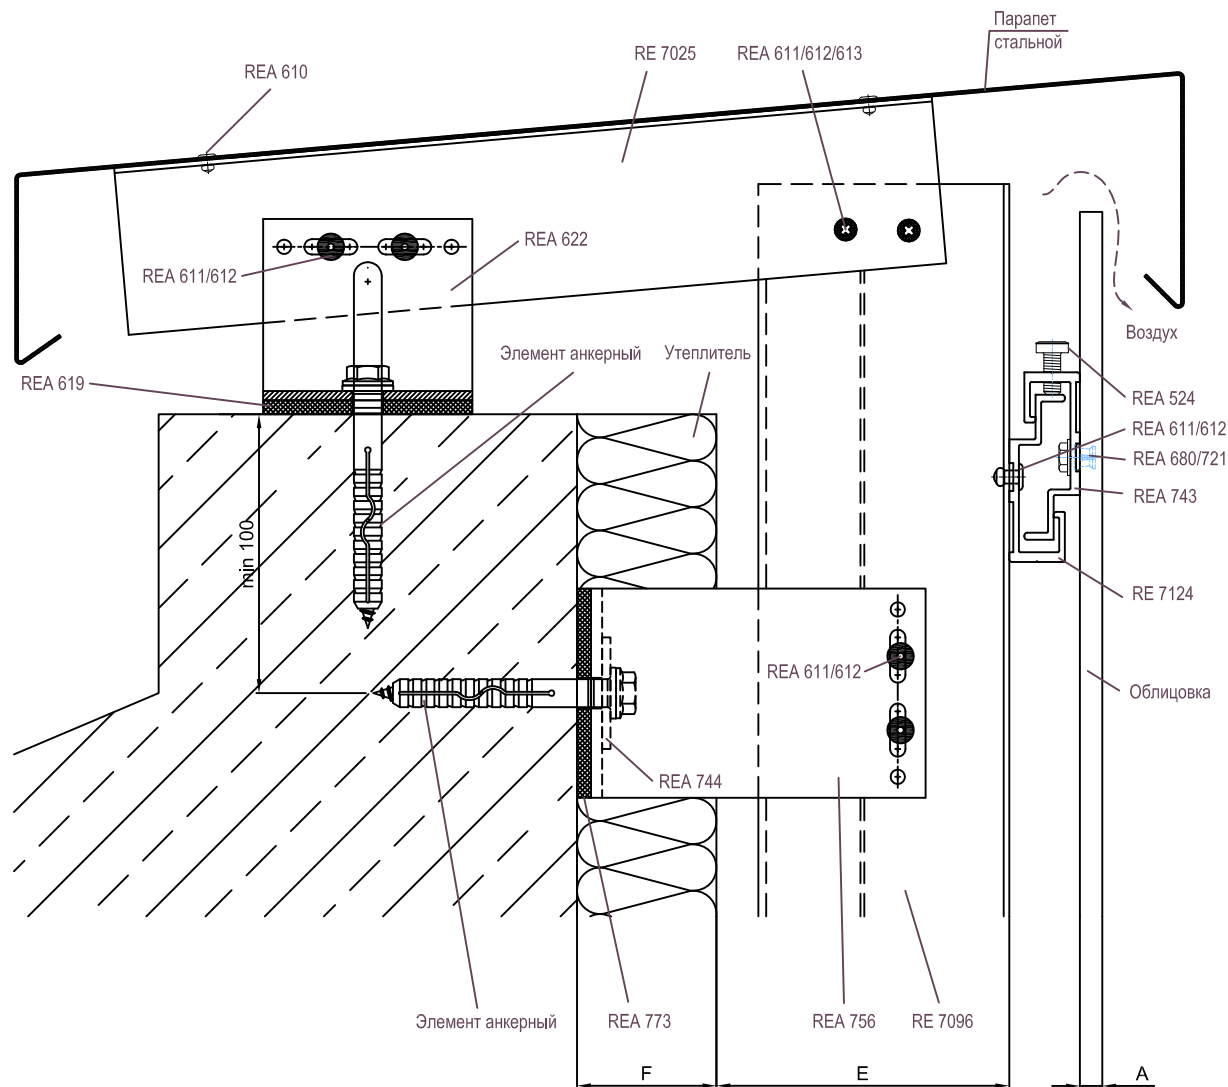 Парапет
стальной
RE 7025
REA 611/612/613
REA 610
REA 622
REA 611/612
Воздух
Элемент анкерный
Утеплитель
REA 619
REA 524
REA 611/612
REA 680/721
REA 743
min 100
RE 7124
REA 611/612
Облицовка
REA 744
Элемент анкерный
REA 773
REA 756
RE 7096
F
E
A